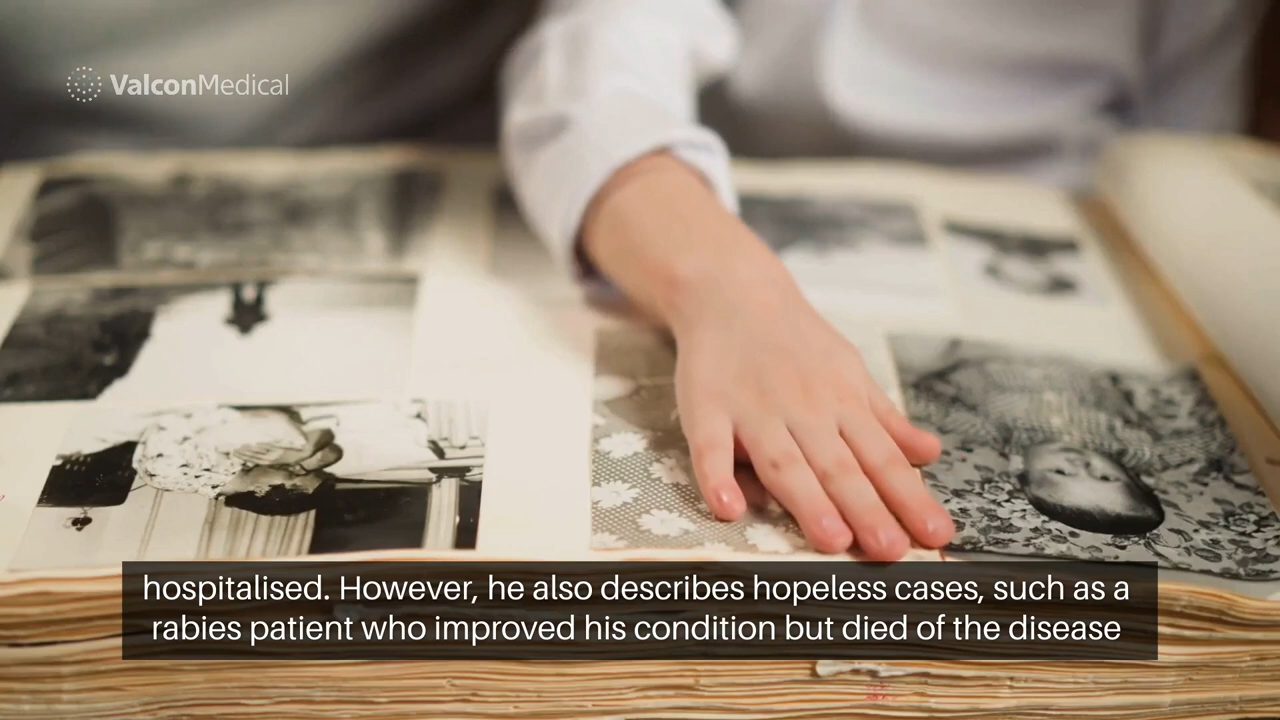 ValconMedical
hospitalised. However, he also describes hopeless cases, such as a
rabies patient who improved his condition but died of the disease